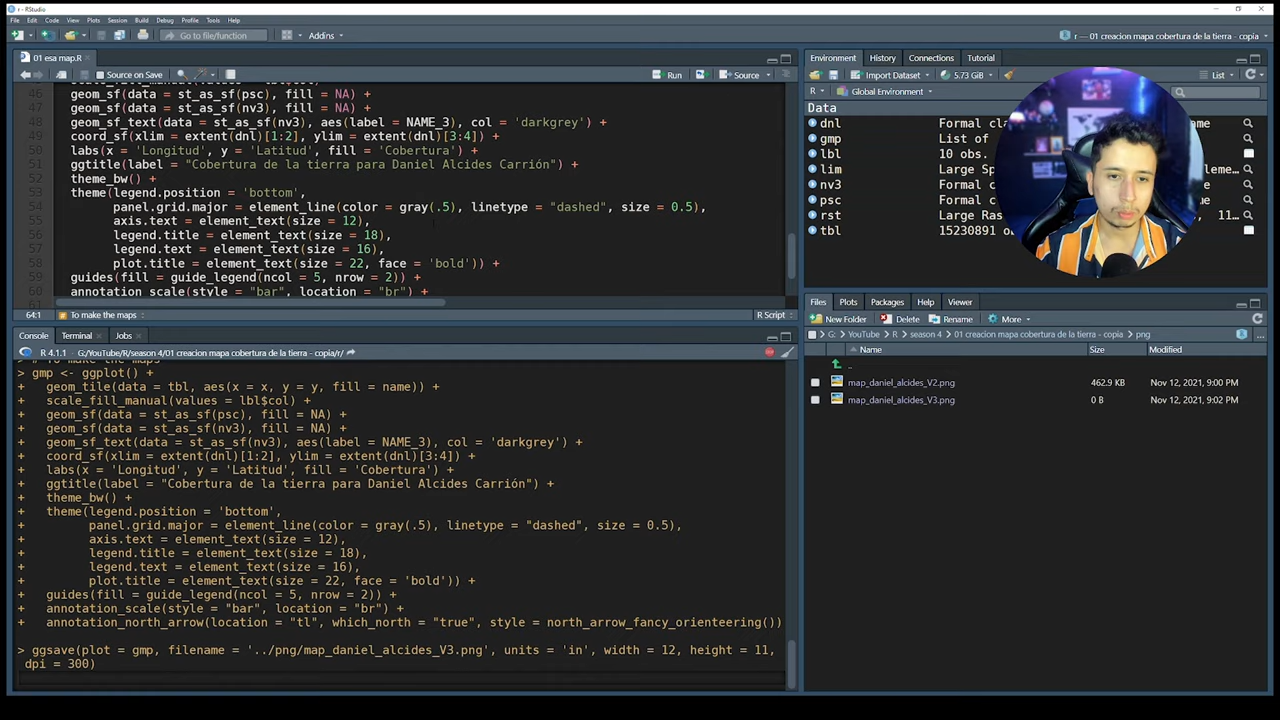 r - RStudio
File Edit Code View Plots Session Build Debug Profile Tools Help
Go to file/function Addins r — 01 creacion mapa cobertura de la tierra - copia
01 esa map.R
Source on Save Run Source
46 geom_sf(data = st_as_sf(psc), fill = NA) +
47 geom_sf(data = st_as_sf(nv3), fill = NA) +
48 geom_sf_text(data = st_as_sf(nv3), aes(label = NAME_3), col = 'darkgrey') +
49 coord_sf(xlim = extent(dnl)[1:2], ylim = extent(dnl)[3:4]) +
50 labs(x = 'Longitud', y = 'Latitud', fill = 'Cobertura') +
51 ggtitle(label = "Cobertura de la tierra para Daniel Alcides Carrión") +
52 theme_bw() +
53 theme(legend.position = 'bottom',
54 panel.grid.major = element_line(color = gray(.5), linetype = "dashed", size = 0.5),
55 axis.text = element_text(size = 12),
56 legend.title = element_text(size = 18),
57 legend.text = element_text(size = 16),
58 plot.title = element_text(size = 22, face = 'bold')) +
59 guides(fill = guide_legend(ncol = 5, nrow = 2)) +
60 annotation_scale(style = "bar", location = "br") +
61
64:1 To make the maps R Script
Console Terminal Jobs
R 4.1.1 · G:/YouTube/R/season 4/01 creacion mapa cobertura de la tierra - copia/r/
> # To make the maps
> gmp <- ggplot() +
+ geom_tile(data = tbl, aes(x = x, y = y, fill = name)) +
+ scale_fill_manual(values = lbl$col) +
+ geom_sf(data = st_as_sf(psc), fill = NA) +
+ geom_sf(data = st_as_sf(nv3), fill = NA) +
+ geom_sf_text(data = st_as_sf(nv3), aes(label = NAME_3), col = 'darkgrey') +
+ coord_sf(xlim = extent(dnl)[1:2], ylim = extent(dnl)[3:4]) +
+ labs(x = 'Longitud', y = 'Latitud', fill = 'Cobertura') +
+ ggtitle(label = "Cobertura de la tierra para Daniel Alcides Carrión") +
+ theme_bw() +
+ theme(legend.position = 'bottom',
+ panel.grid.major = element_line(color = gray(.5), linetype = "dashed", size = 0.5),
+ axis.text = element_text(size = 12),
+ legend.title = element_text(size = 18),
+ legend.text = element_text(size = 16),
+ plot.title = element_text(size = 22, face = 'bold')) +
+ guides(fill = guide_legend(ncol = 5, nrow = 2)) +
+ annotation_scale(style = "bar", location = "br") +
+ annotation_north_arrow(location = "tl", which_north = "true", style = north_arrow_fancy_orienteering())
> ggsave(plot = gmp, filename = '../png/map_daniel_alcides_V3.png', units = 'in', width = 12, height = 11,
dpi = 300)
Environment History Connections Tutorial
Import Dataset 5.73 GiB List
R Global Environment
Data
dnl Formal cla
gmp List of
lbl 10 obs.
lim Large Sp leme…
nv3 Formal c
psc Formal c
rst Large Ras 11…
tbl 15230891 o
Files Plots Packages Help Viewer
New Folder Delete Rename More
G: YouTube R season 4 01 creacion mapa cobertura de la tierra - copia png
Name Size Modified
..
map_daniel_alcides_V2.png 462.9 KB Nov 12, 2021, 9:00 PM
map_daniel_alcides_V3.png 0 B Nov 12, 2021, 9:02 PM